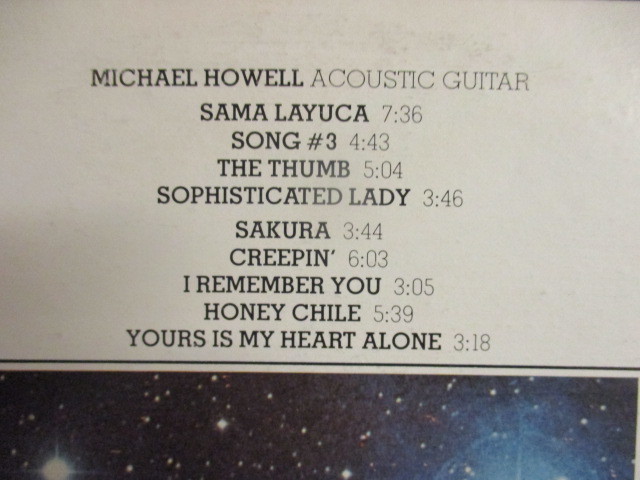 MICHAEL HOWELL ACOUSTIC GUITAR
SAMA LAYUCA 7:36
SONG #3 4:43
THE THUMB 5:04
SOPHISTICATED LADY 3:46
SAKURA 3:44
CREEPIN' 6:03
I REMEMBER YOU 3:05
HONEY CHILE 5:39
YOURS IS MY HEART ALONE 3:18